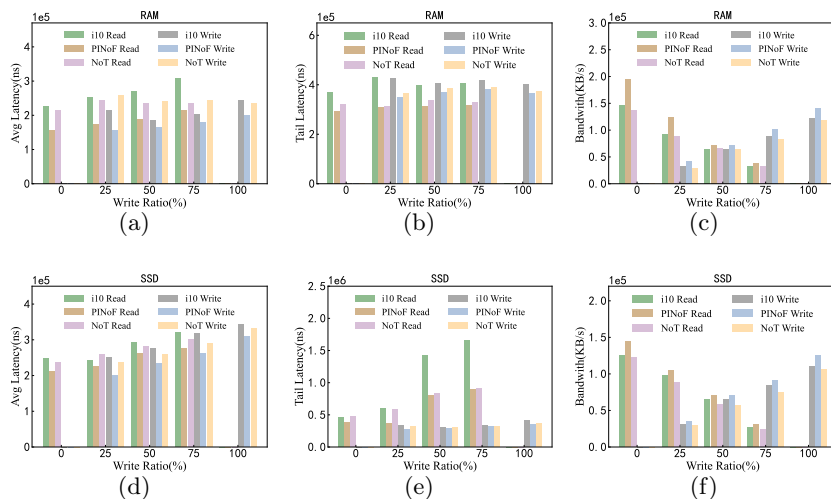 RAM
1e5
i10 Read
PINoF Read
NoT Read
i10 Write
PINoF Write
NoT Write
Avg Latency(ns)
4
3
2
1
0
0 25 50 75 100
Write Ratio(%)
(a)
RAM
1e5
i10 Read
PINoF Read
NoT Read
i10 Write
PINoF Write
NoT Write
Tail Latency(ns)
6
4
2
0
0 25 50 75 100
Write Ratio(%)
(b)
RAM
1e5
i10 Read
PINoF Read
NoT Read
i10 Write
PINoF Write
NoT Write
Bandwith(KB/s)
3.0
2.5
2.0
1.5
1.0
0.5
0.0
0 25 50 75 100
Write Ratio(%)
(c)
SSD
1e5
i10 Read
PINoF Read
NoT Read
i10 Write
PINoF Write
NoT Write
Avg Latency(ns)
4
3
2
1
0
0 25 50 75 100
Write Ratio(%)
(d)
SSD
1e6
i10 Read
PINoF Read
NoT Read
i10 Write
PINoF Write
NoT Write
Tail Latency(ns)
2.5
2.0
1.5
1.0
0.5
0.0
0 25 50 75 100
Write Ratio(%)
(e)
SSD
1e5
i10 Read
PINoF Read
NoT Read
i10 Write
PINoF Write
NoT Write
Bandwith(KB/s)
2.0
1.5
1.0
0.5
0.0
0 25 50 75 100
Write Ratio(%)
(f)